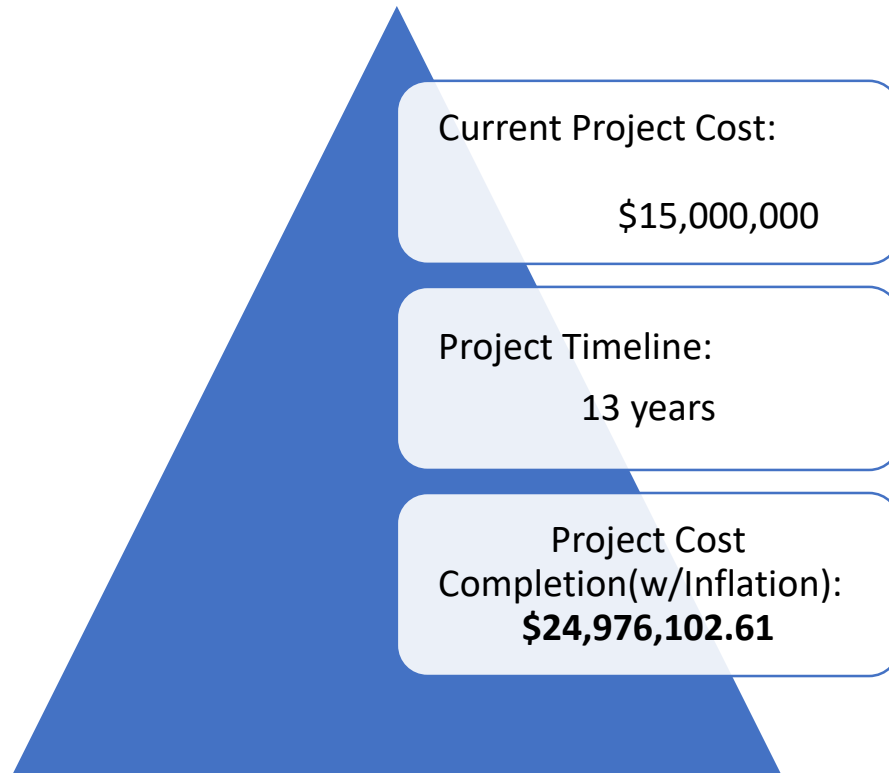 Current Project Cost:
$15,000,000
Project Timeline:
13 years
Project Cost
Completion(w/Inflation):
$24,976,102.61